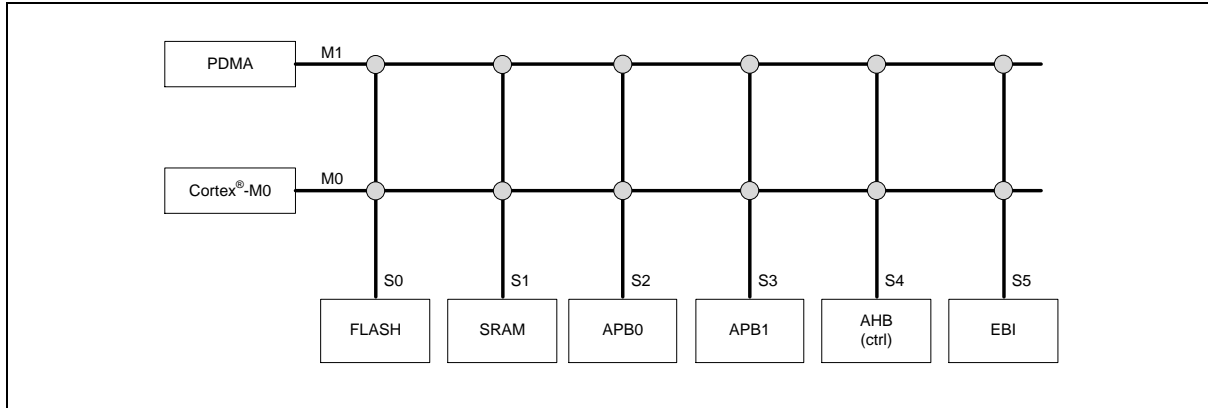 PDMA
M1
Cortex®-M0
M0
S0
S1
S2
S3
S4
S5
FLASH
SRAM
APB0
APB1
AHB
(ctrl)
EBI